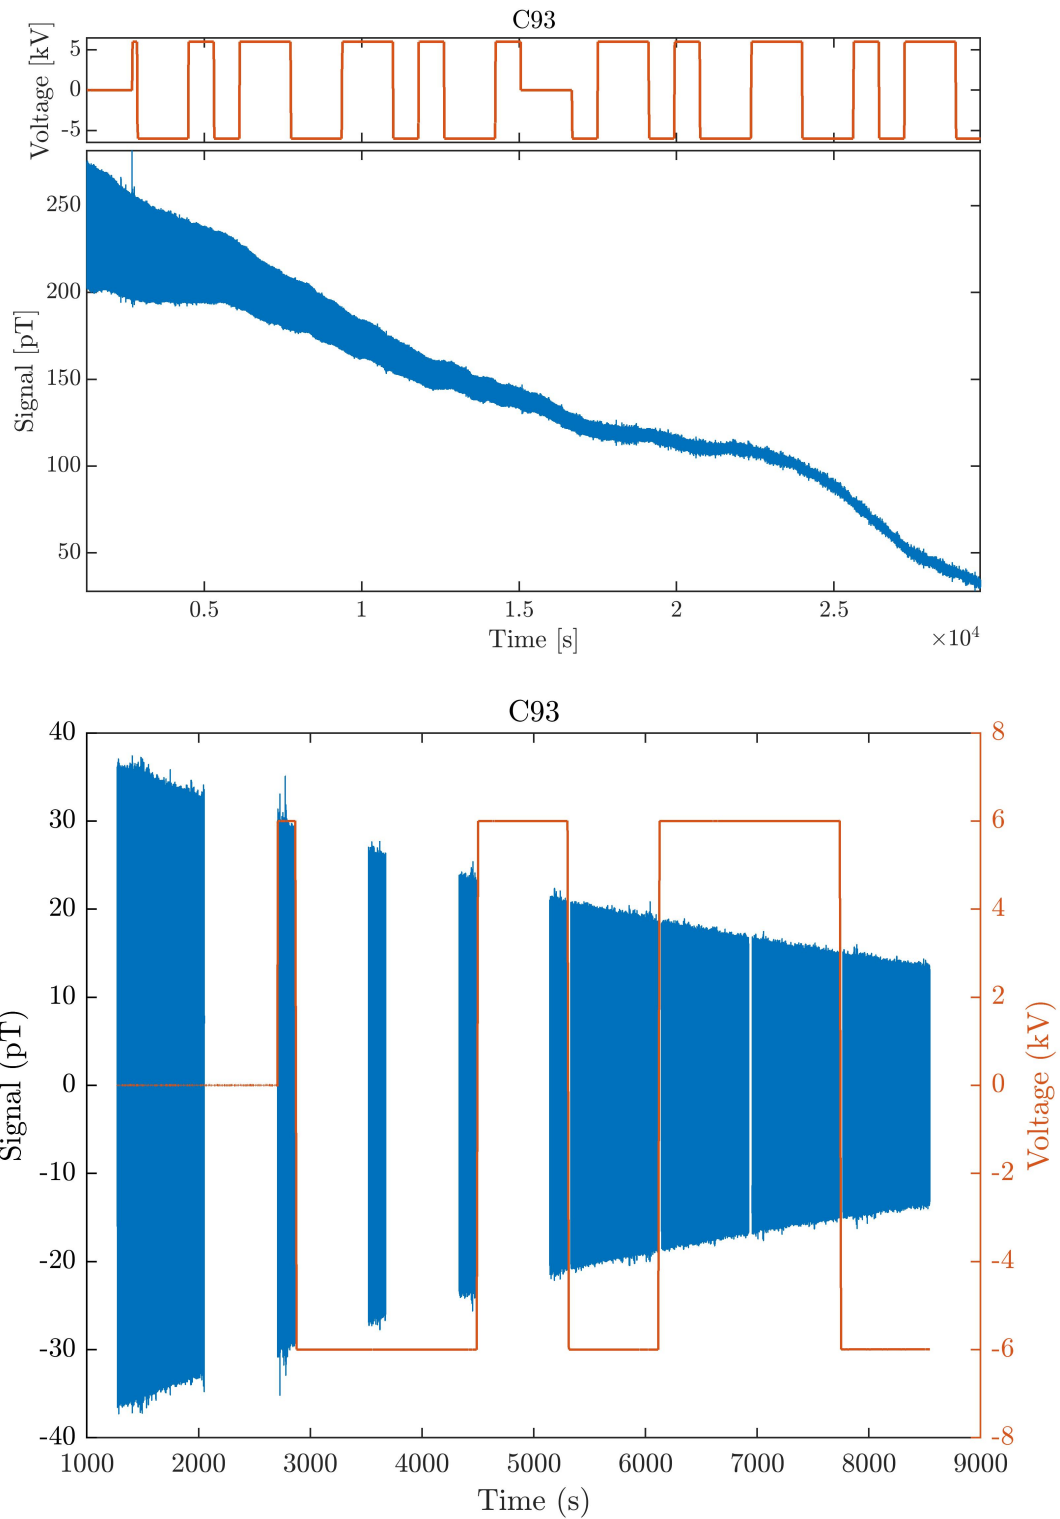 C93
Voltage [kV]
5
0
-5
Signal [pT]
250
200
150
100
50
0.5 1 1.5 2 2.5
Time [s]
×10⁴
C93
Signal (pT)
40
30
20
10
0
-10
-20
-30
-40
8
6
4
2
0
-2
-4
-6
-8
Voltage (kV)
1000 2000 3000 4000 5000 6000 7000 8000 9000
Time (s)